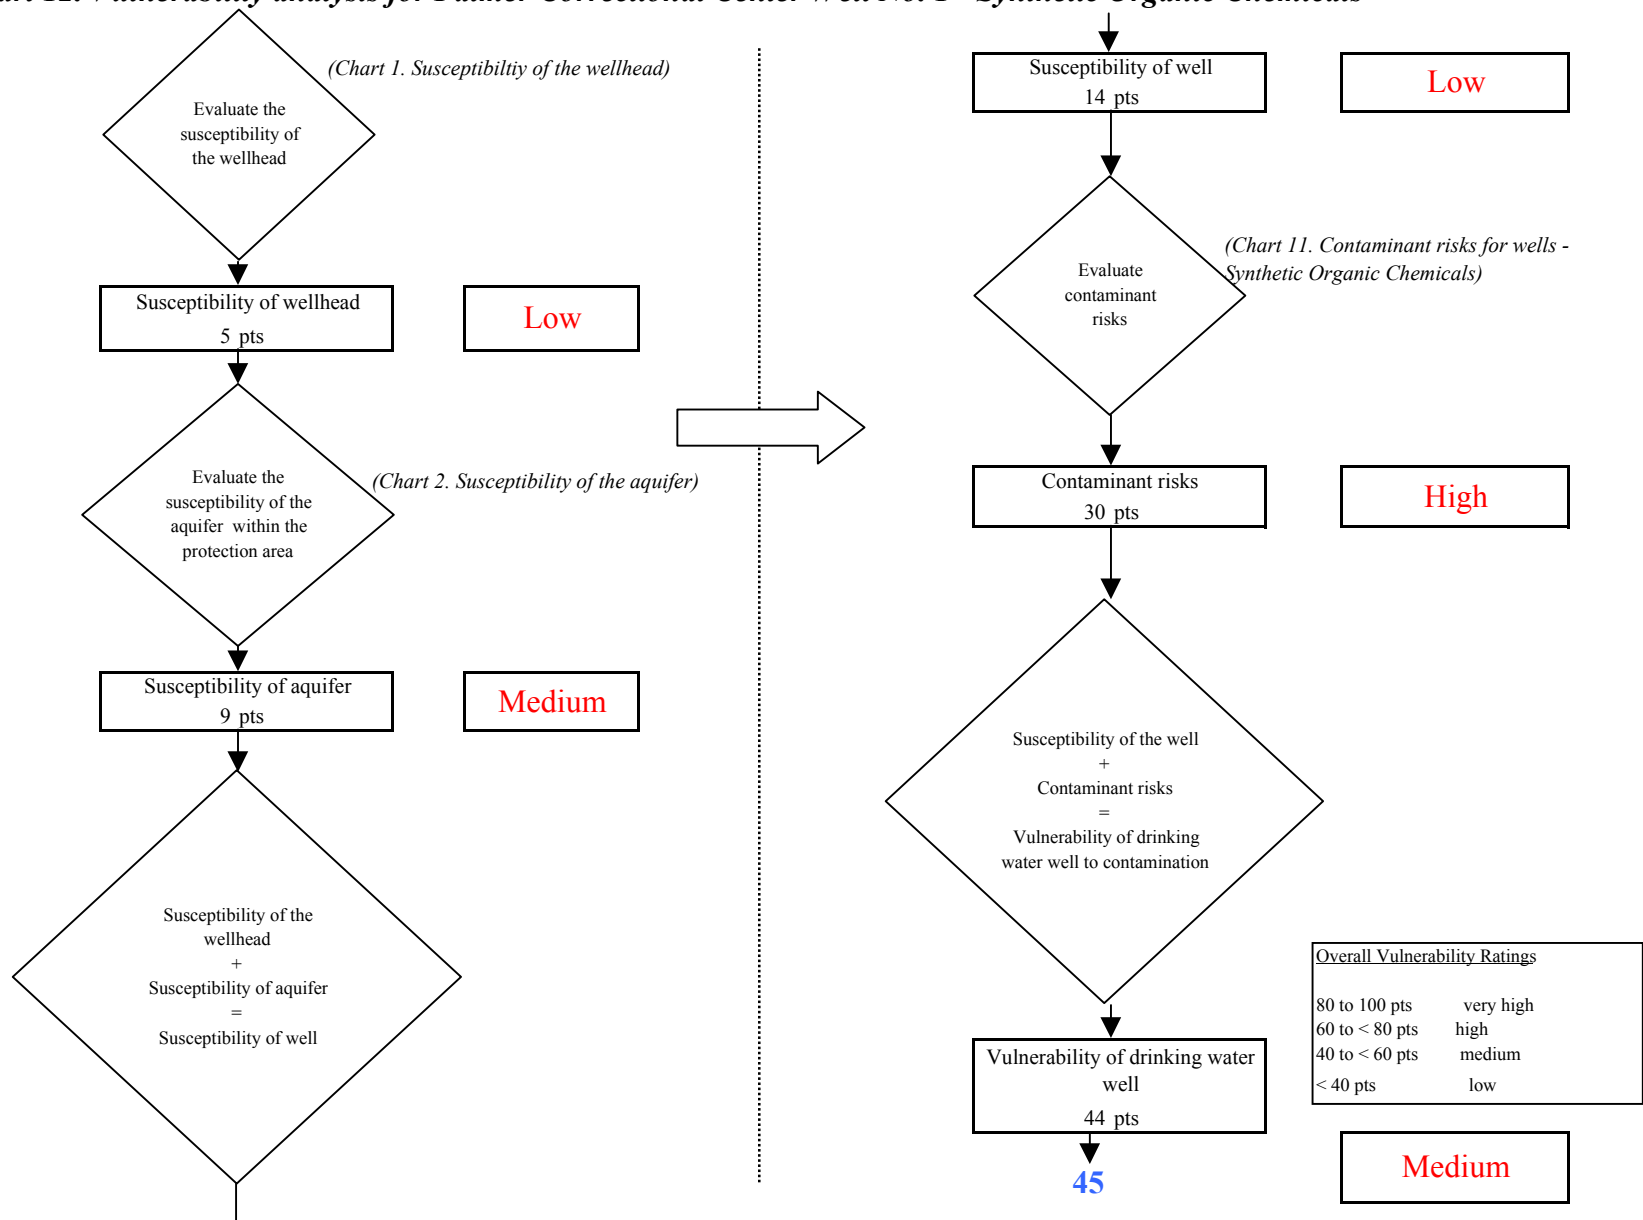 (Chart 1. Susceptibiltiy of the wellhead)
Evaluate the
susceptibility of
the wellhead
Susceptibility of wellhead
5 pts
Low
Evaluate the
susceptibility of the
aquifer within the
protection area
(Chart 2. Susceptibility of the aquifer)
Susceptibility of aquifer
9 pts
Medium
Susceptibility of the
wellhead
+
Susceptibility of aquifer
=
Susceptibility of well
Susceptibility of well
14 pts
Low
Evaluate
contaminant
risks
(Chart 11. Contaminant risks for wells -
Synthetic Organic Chemicals)
Contaminant risks
30 pts
High
Susceptibility of the well
+
Contaminant risks
=
Vulnerability of drinking
water well to contamination
Overall Vulnerability Ratings
80 to 100 pts very high
60 to < 80 pts high
40 to < 60 pts medium
< 40 pts low
Vulnerability of drinking water
well
44 pts
45
Medium